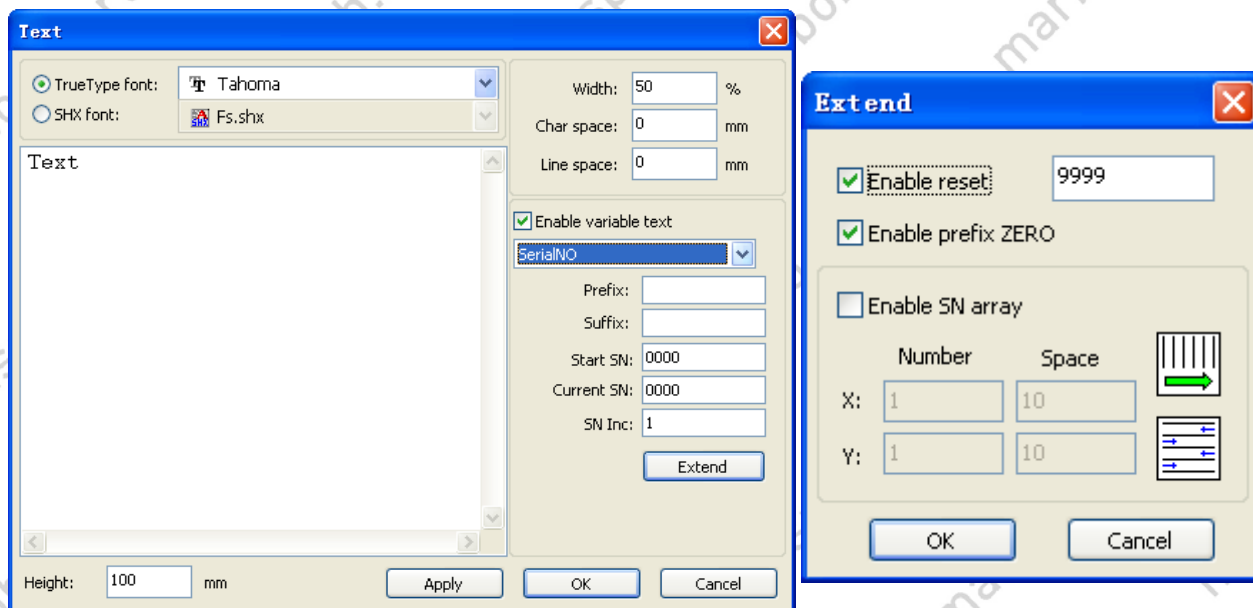 Text
TrueType font: Tahoma
SHX font: Fs.shx
Text
Width: 50 %
Char space: 0 mm
Line space: 0 mm
Enable variable text
SerialNO
Prefix:
Suffix:
Start SN: 0000
Current SN: 0000
SN Inc: 1
Extend
Height: 100 mm
Apply
OK
Cancel
Extend
Enable reset 9999
Enable prefix ZERO
Enable SN array
Number Space
X: 1 10
Y: 1 10
OK
Cancel